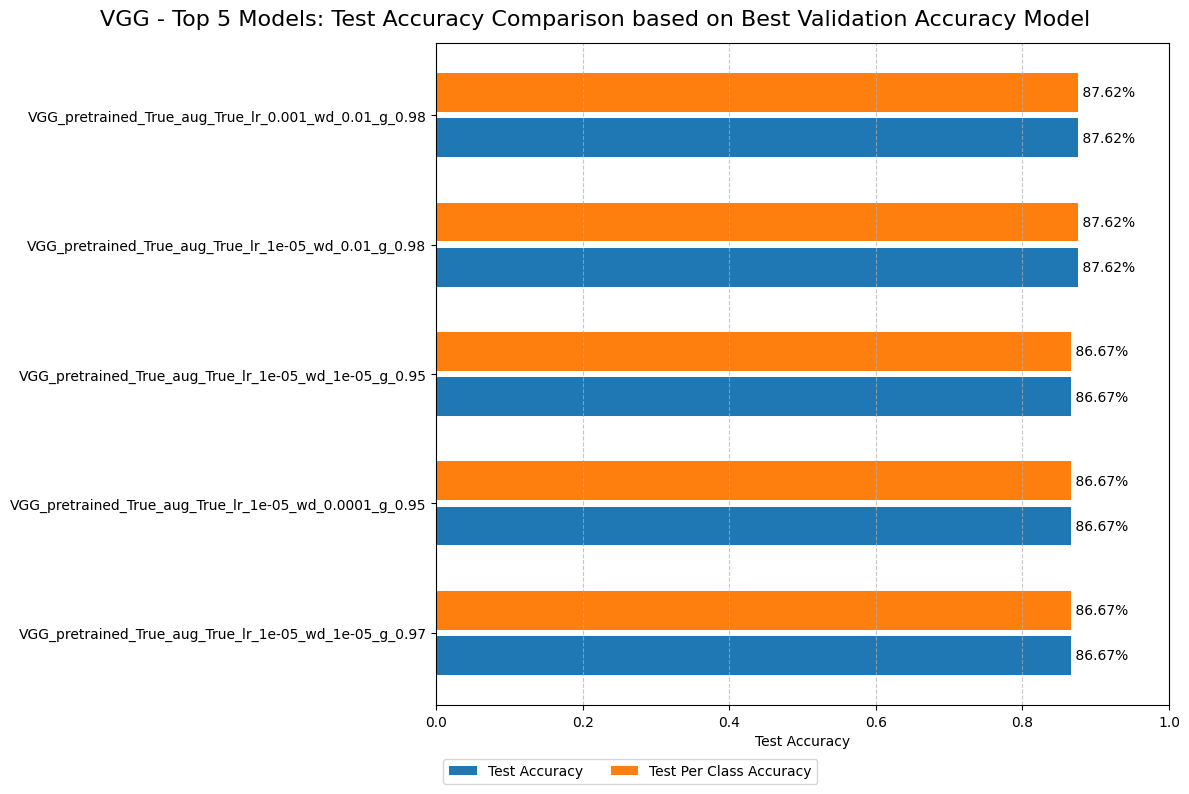 VGG - Top 5 Models: Test Accuracy Comparison based on Best Validation Accuracy Model
VGG_pretrained_True_aug_True_lr_0.001_wd_0.01_g_0.98
87.62%
87.62%
VGG_pretrained_True_aug_True_lr_1e-05_wd_0.01_g_0.98
87.62%
87.62%
VGG_pretrained_True_aug_True_lr_1e-05_wd_1e-05_g_0.95
86.67%
86.67%
VGG_pretrained_True_aug_True_lr_1e-05_wd_0.0001_g_0.95
86.67%
86.67%
VGG_pretrained_True_aug_True_lr_1e-05_wd_1e-05_g_0.97
86.67%
86.67%
0.0 0.2 0.4 0.6 0.8 1.0
Test Accuracy
Test Accuracy Test Per Class Accuracy